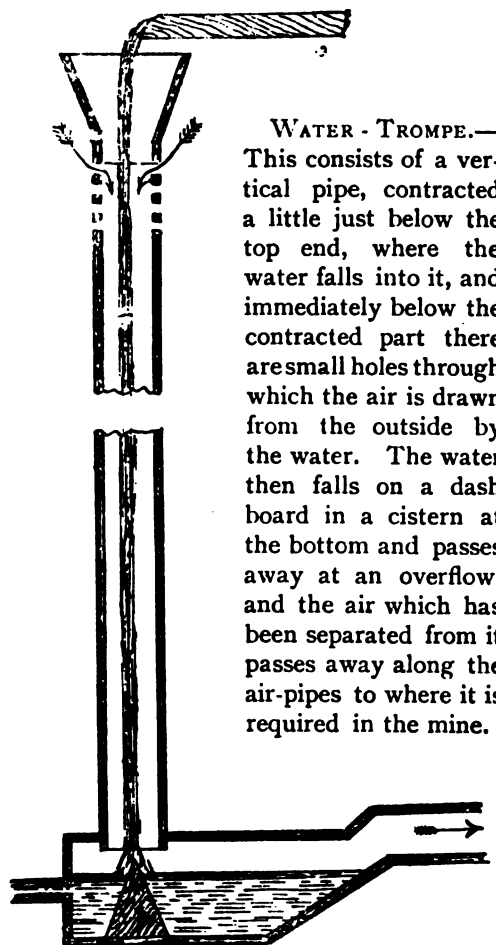 WATER - TROMPE.—
This consists of a ver-
tical pipe, contracted
a little just below the
top end, where the
water falls into it, and
immediately below the
contracted part there
are small holes through
which the air is drawn
from the outside by
the water. The water
then falls on a dash
board in a cistern at
the bottom and passes
away at an overflow
and the air which has
been separated from it
passes away along the
air-pipes to where it is
required in the mine.